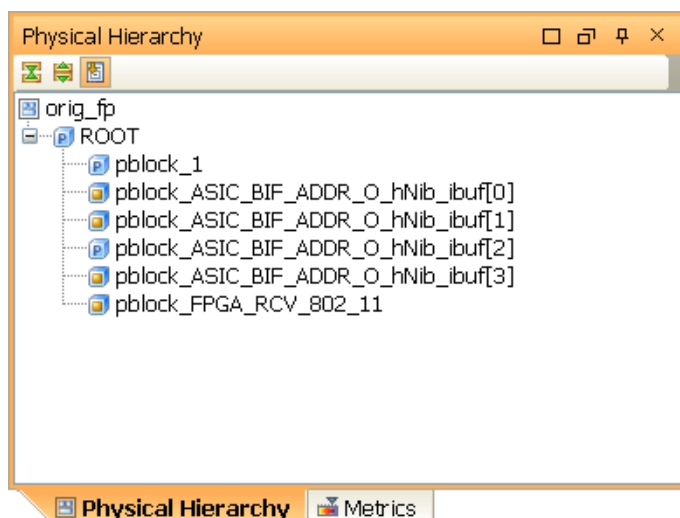 Physical Hierarchy
orig_fp
ROOT
pblock_1
pblock_ASIC_BIF_ADDR_O_hNib_ibuf[0]
pblock_ASIC_BIF_ADDR_O_hNib_ibuf[1]
pblock_ASIC_BIF_ADDR_O_hNib_ibuf[2]
pblock_ASIC_BIF_ADDR_O_hNib_ibuf[3]
pblock_FPGA_RCV_802_11
Physical Hierarchy Metrics